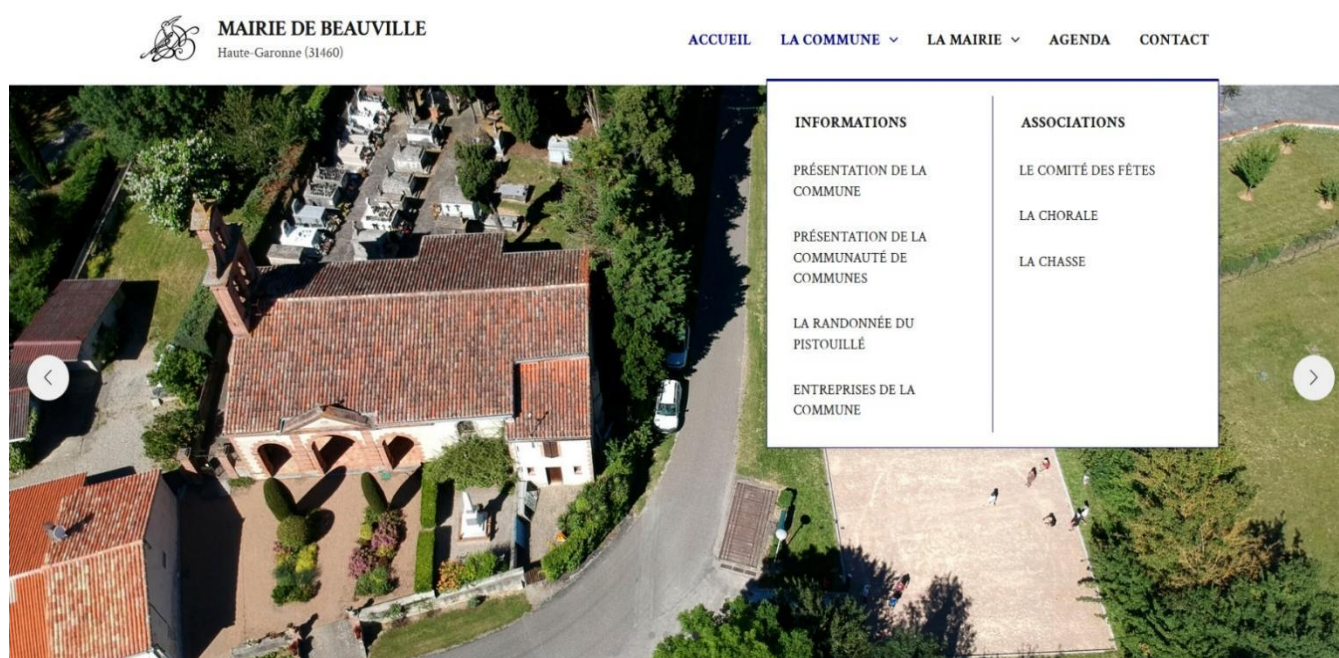 MAIRIE DE BEAUVILLE
Haute-Garonne (31460)
ACCUEIL LA COMMUNE LA MAIRIE AGENDA CONTACT
INFORMATIONS
PRÉSENTATION DE LA
COMMUNE
PRÉSENTATION DE LA
COMMUNAUTÉ DE
COMMUNES
LA RANDONNÉE DU
PISTOUILLÉ
ENTREPRISES DE LA
COMMUNE
ASSOCIATIONS
LE COMITÉ DES FÊTES
LA CHORALE
LA CHASSE